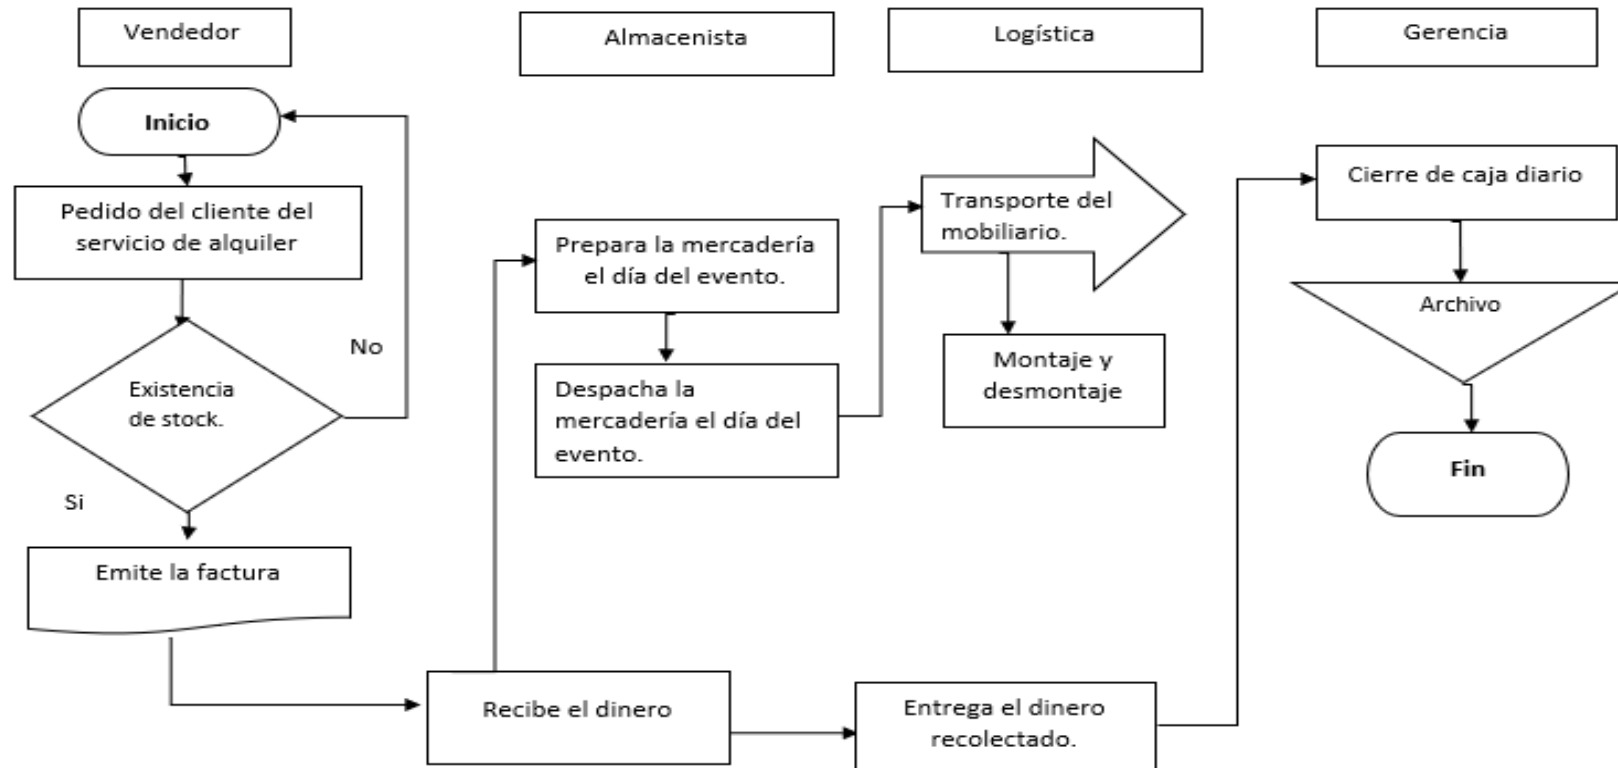 Vendedor
Almacenista
Logística
Gerencia
Inicio
Pedido del cliente del
servicio de alquiler
Existencia
de stock.
No
Si
Emite la factura
Recibe el dinero
Prepara la mercadería
el día del evento.
Despacha la
mercadería el día del
evento.
Transporte del
mobiliario.
Montaje y
desmontaje
Entrega el dinero
recolectado.
Cierre de caja diario
Archivo
Fin